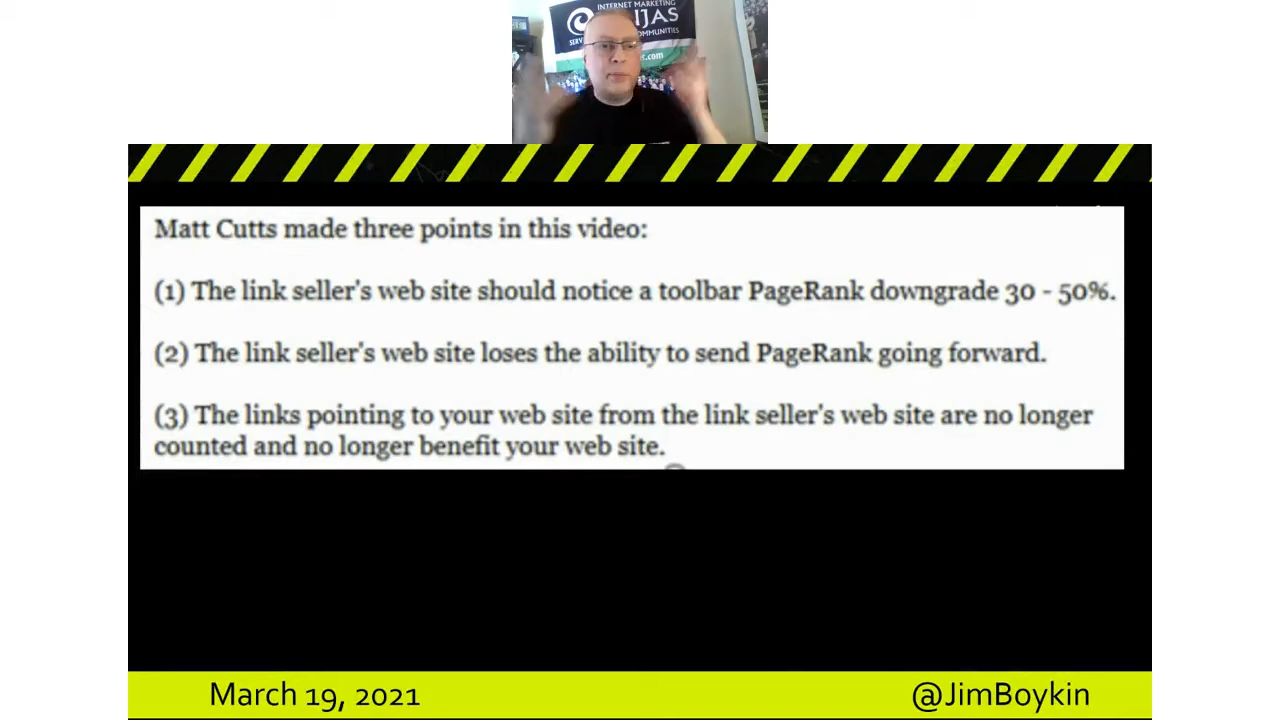 INTERNET MARKETING
Matt Cutts made three points in this video:
(1) The link seller's web site should notice a toolbar PageRank downgrade 30 - 50%.
(2) The link seller's web site loses the ability to send PageRank going forward.
(3) The links pointing to your web site from the link seller's web site are no longer
counted and no longer benefit your web site.
March 19, 2021
@JimBoykin